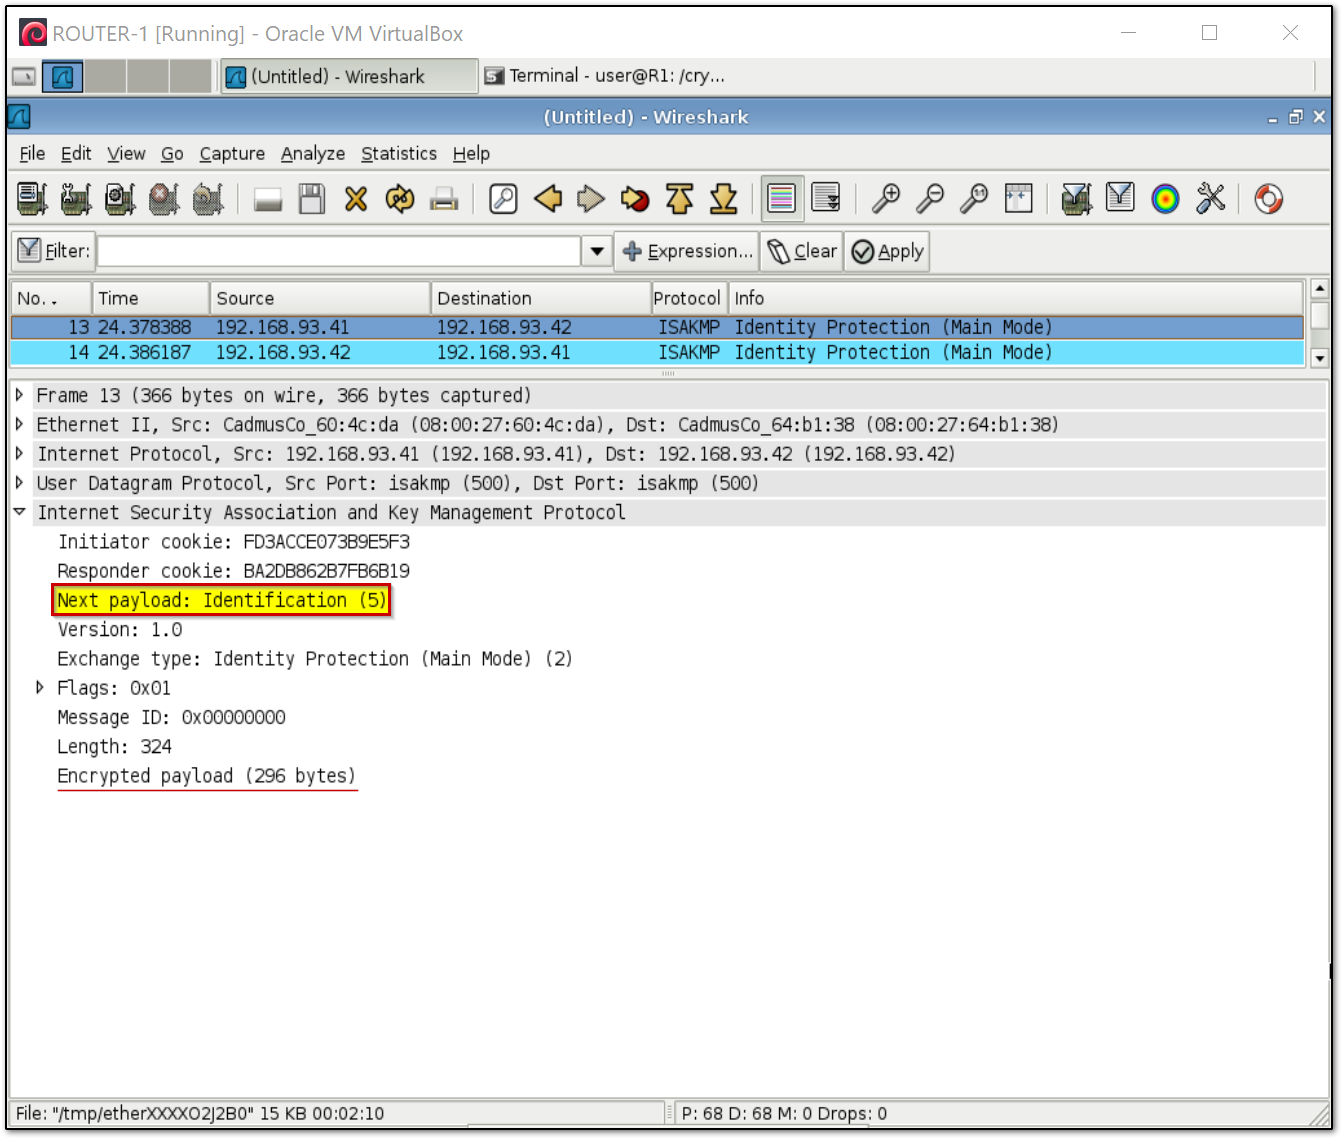 ROUTER-1 [Running] - Oracle VM VirtualBox
(Untitled) - Wireshark
Terminal - user@R1: /cry...
(Untitled) - Wireshark
File Edit View Go Capture Analyze Statistics Help
Filter: Expression... Clear Apply
No. . Time Source Destination Protocol Info
13 24.378388 192.168.93.41 192.168.93.42 ISAKMP Identity Protection (Main Mode)
14 24.386187 192.168.93.42 192.168.93.41 ISAKMP Identity Protection (Main Mode)
Frame 13 (366 bytes on wire, 366 bytes captured)
Ethernet II, Src: CadmusCo_60:4c:da (08:00:27:60:4c:da), Dst: CadmusCo_64:b1:38 (08:00:27:64:b1:38)
Internet Protocol, Src: 192.168.93.41 (192.168.93.41), Dst: 192.168.93.42 (192.168.93.42)
User Datagram Protocol, Src Port: isakmp (500), Dst Port: isakmp (500)
Internet Security Association and Key Management Protocol
Initiator cookie: FD3ACCE073B9E5F3
Responder cookie: BA2DB862B7FB6B19
Next payload: Identification (5)
Version: 1.0
Exchange type: Identity Protection (Main Mode) (2)
Flags: 0x01
Message ID: 0x00000000
Length: 324
Encrypted payload (296 bytes)
File: "/tmp/etherXXXXO2J2B0" 15 KB 00:02:10
P: 68 D: 68 M: 0 Drops: 0